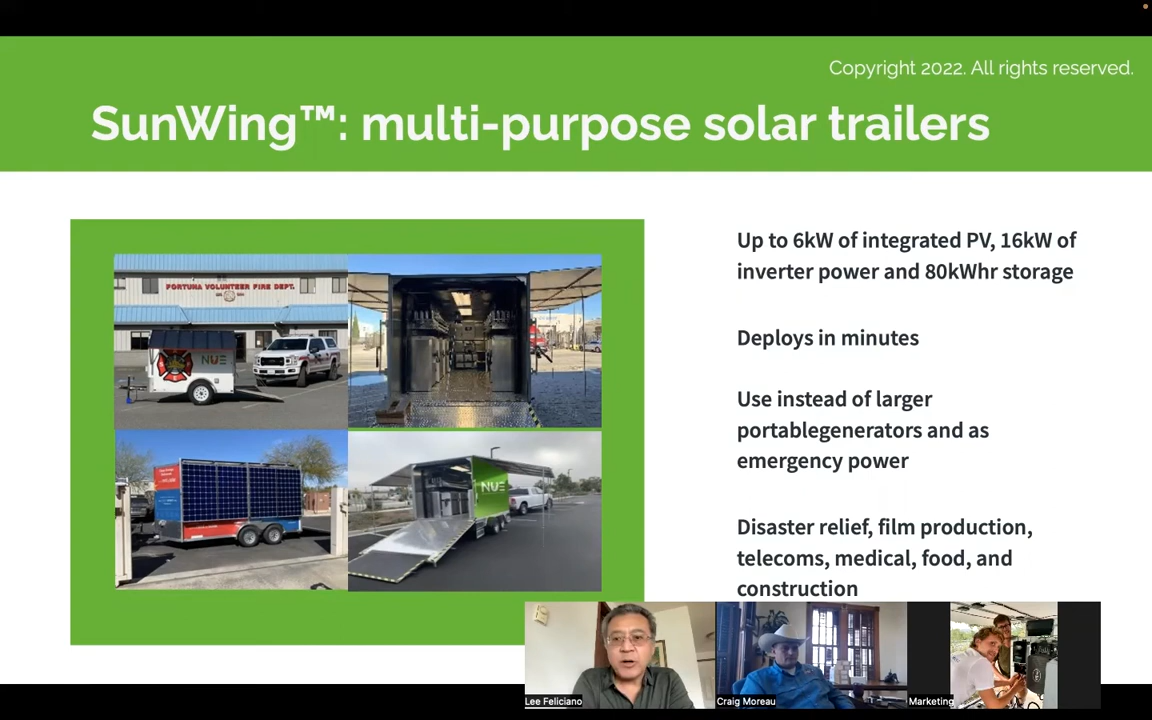 Copyright 2022. All rights reserved.
SunWing™: multi-purpose solar trailers
FORTUNA VOLUNTEER FIRE DEPT.
NUE
NUE
Up to 6kW of integrated PV, 16kW of
inverter power and 80kWhr storage
Deploys in minutes
Use instead of larger
portablegenerators and as
emergency power
Disaster relief, film production,
telecoms, medical, food, and
construction
Lee Feliciano
Craig Moreau
Marketing